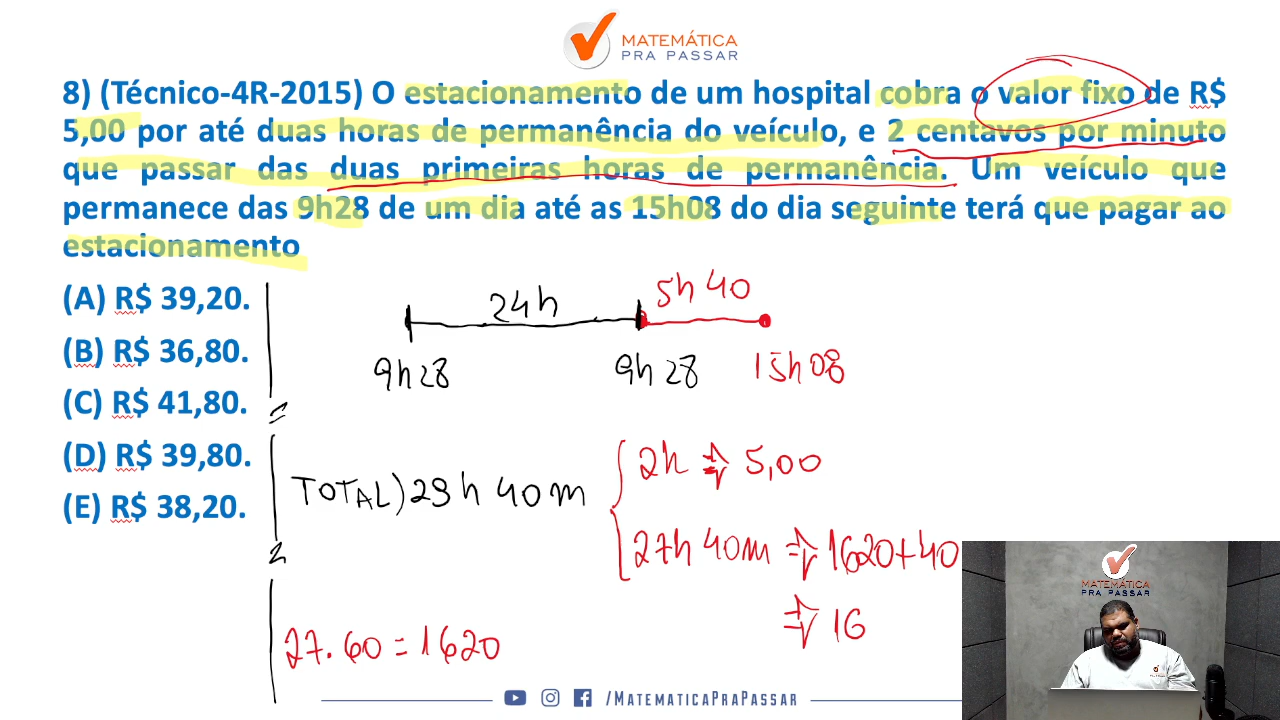 MATEMÁTICA
PRA PASSAR
8) (Técnico-4R-2015) O estacionamento de um hospital cobra o valor fixo de R$
5,00 por até duas horas de permanência do veículo, e 2 centavos por minuto
que passar das duas primeiras horas de permanência. Um veículo que
permanece das 9h28 de um dia até as 15h08 do dia seguinte terá que pagar ao
estacionamento
(A) R$ 39,20.
(B) R$ 36,80.
(C) R$ 41,80.
(D) R$ 39,80.
(E) R$ 38,20.
24h 5h 40
9h28 9h 28 15h08
2h ⇒ 5,00
TOTAL) 29h 40m
27h 40m ⇒ 1620+40
⇒ 16
27.60 = 1620
MATEMÁTICA
PRA PASSAR
/MatematicaPraPassar